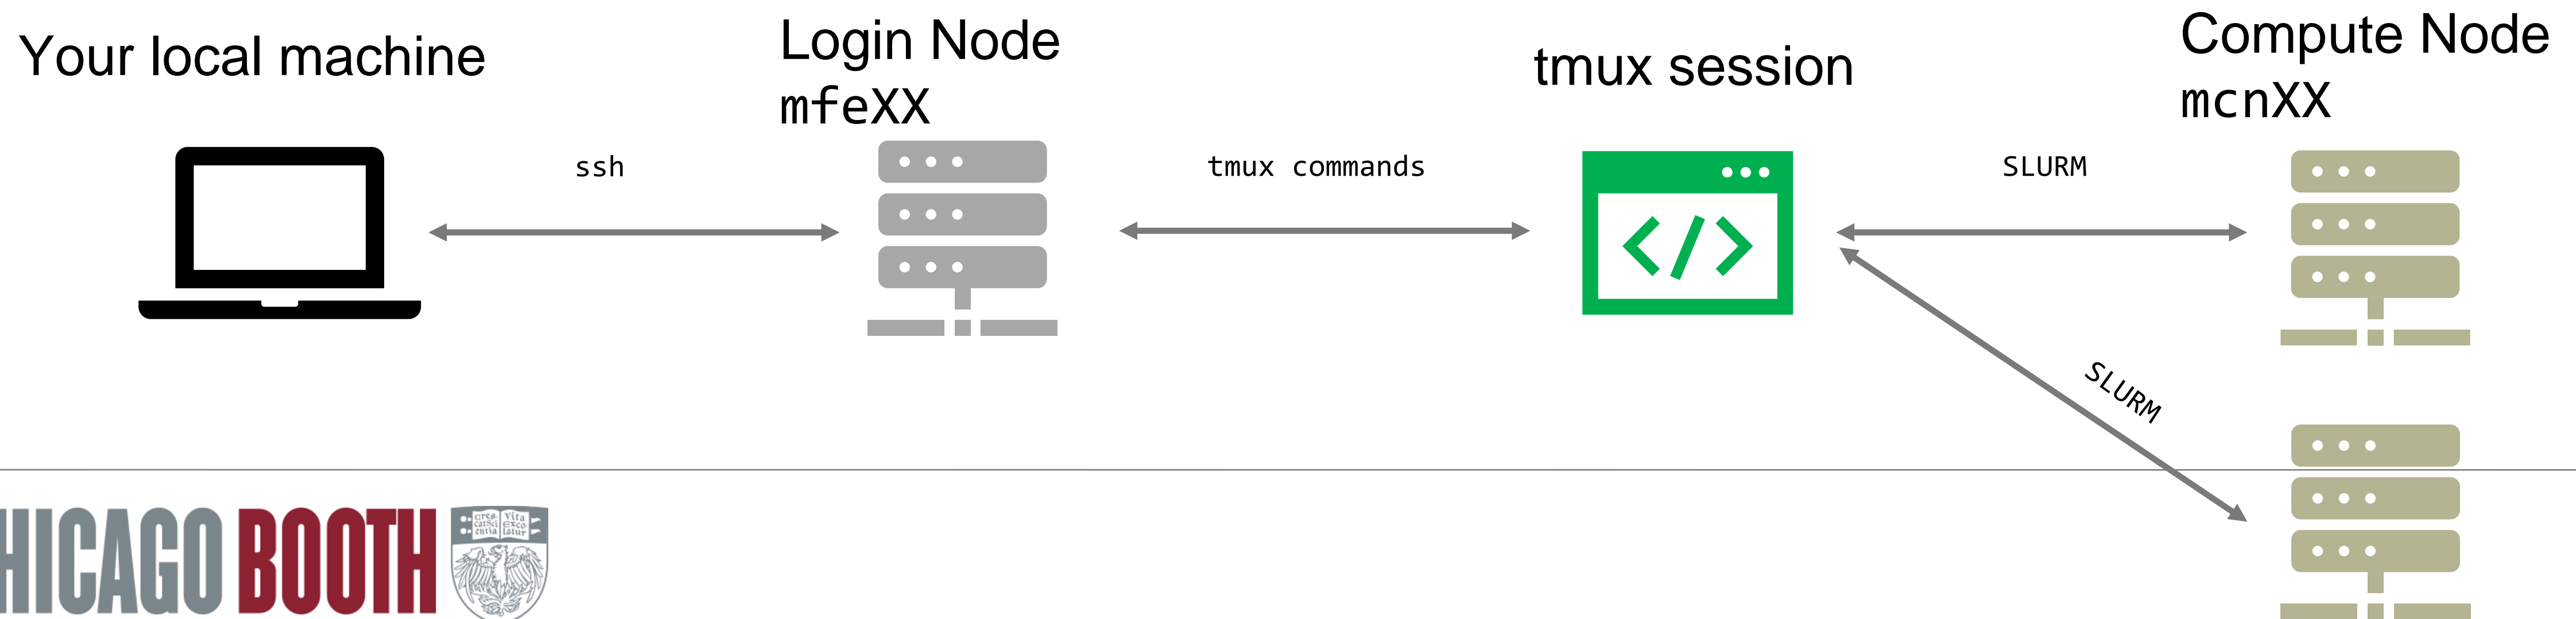 Your local machine
Login Node
mfeXX
tmux session
Compute Node
mcnXX
ssh
tmux commands
SLURM
SLURM
HICAGO BOOTH